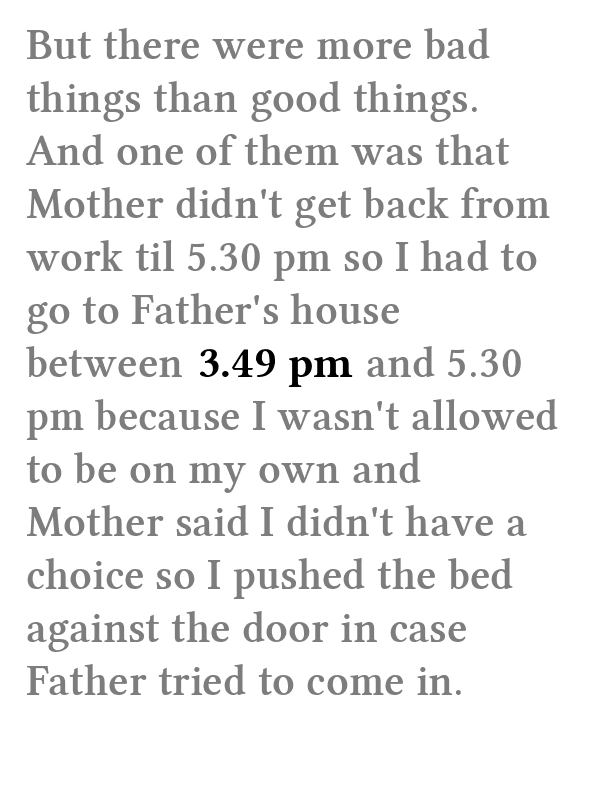 But there were more bad
things than good things.
And one of them was that
Mother didn't get back from
work til 5.30 pm so I had to
go to Father's house
between 3.49 pm and 5.30
pm because I wasn't allowed
to be on my own and
Mother said I didn't have a
choice so I pushed the bed
against the door in case
Father tried to come in.